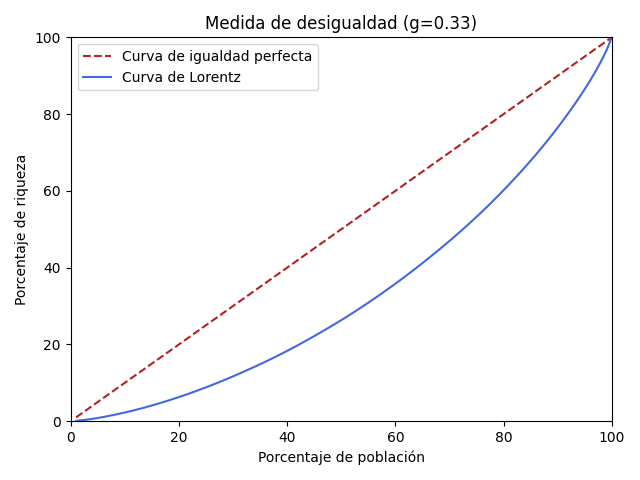 Medida de desigualdad (g=0.33)
Curva de igualdad perfecta
Curva de Lorentz
Porcentaje de riqueza
100
80
60
40
20
0
0 20 40 60 80 100
Porcentaje de población